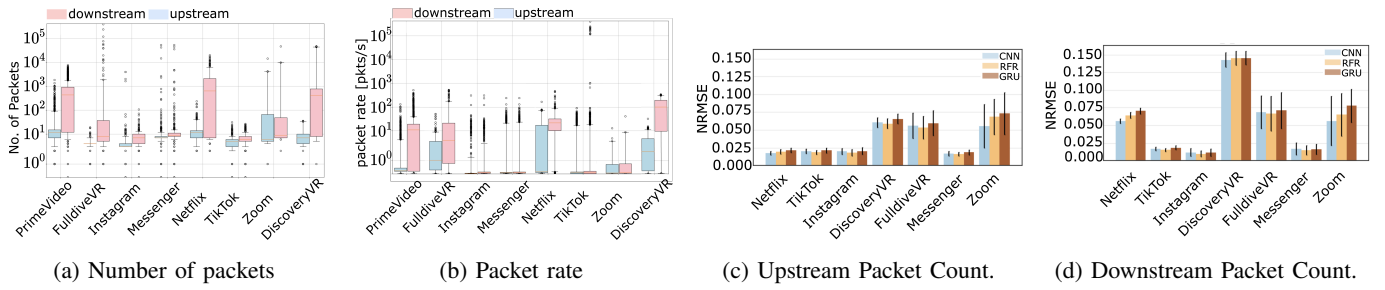 downstream upstream
No. of Packets
10^5
10^4
10^3
10^2
10^1
10^0
PrimeVideo
FulldiveVR
Instagram
Messenger
Netflix
TikTok
Zoom
DiscoveryVR
(a) Number of packets
downstream upstream
packet rate [pkts/s]
10^5
10^4
10^3
10^2
10^1
10^0
PrimeVideo
FulldiveVR
Instagram
Messenger
Netflix
TikTok
Zoom
DiscoveryVR
(b) Packet rate
NRMSE
0.150
0.125
0.100
0.075
0.050
0.025
0.000
CNN
RFR
GRU
Netflix
TikTok
Instagram
DiscoveryVR
FulldiveVR
Messenger
Zoom
(c) Upstream Packet Count.
NRMSE
0.150
0.125
0.100
0.075
0.050
0.025
0.000
CNN
RFR
GRU
Netflix
TikTok
Instagram
DiscoveryVR
FulldiveVR
Messenger
Zoom
(d) Downstream Packet Count.